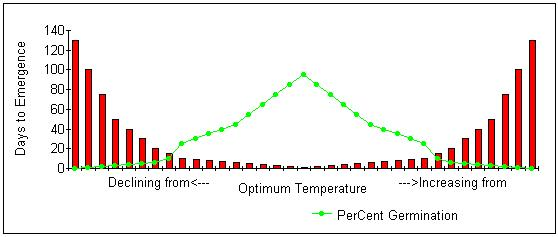 140
120
100
80
60
40
20
0
Days to Emergence
Declining from<---
Optimum Temperature
--->Increasing from
PerCent Germination